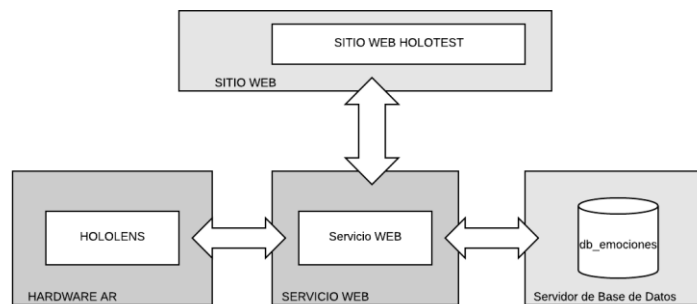 SITIO WEB HOLOTEST
SITIO WEB
HOLOLENS
Servicio WEB
db_emociones
HARDWARE AR
SERVICIO WEB
Servidor de Base de Datos